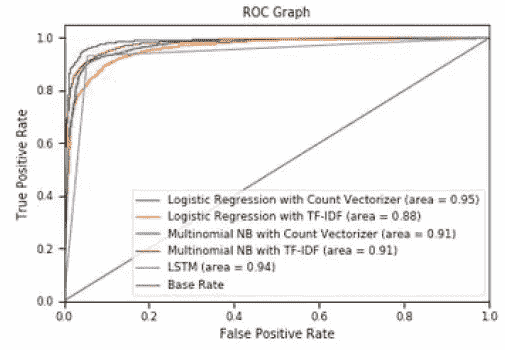 ROC Graph
1.0
0.8
0.6
0.4
0.2
0.0
True Positive Rate
Logistic Regression with Count Vectorizer (area = 0.95)
Logistic Regression with TF-IDF (area = 0.88)
Multinomial NB with Count Vectorizer (area = 0.91)
Multinomial NB with TF-IDF (area = 0.91)
LSTM (area = 0.94)
Base Rate
0.0 0.2 0.4 0.6 0.8 1.0
False Positive Rate